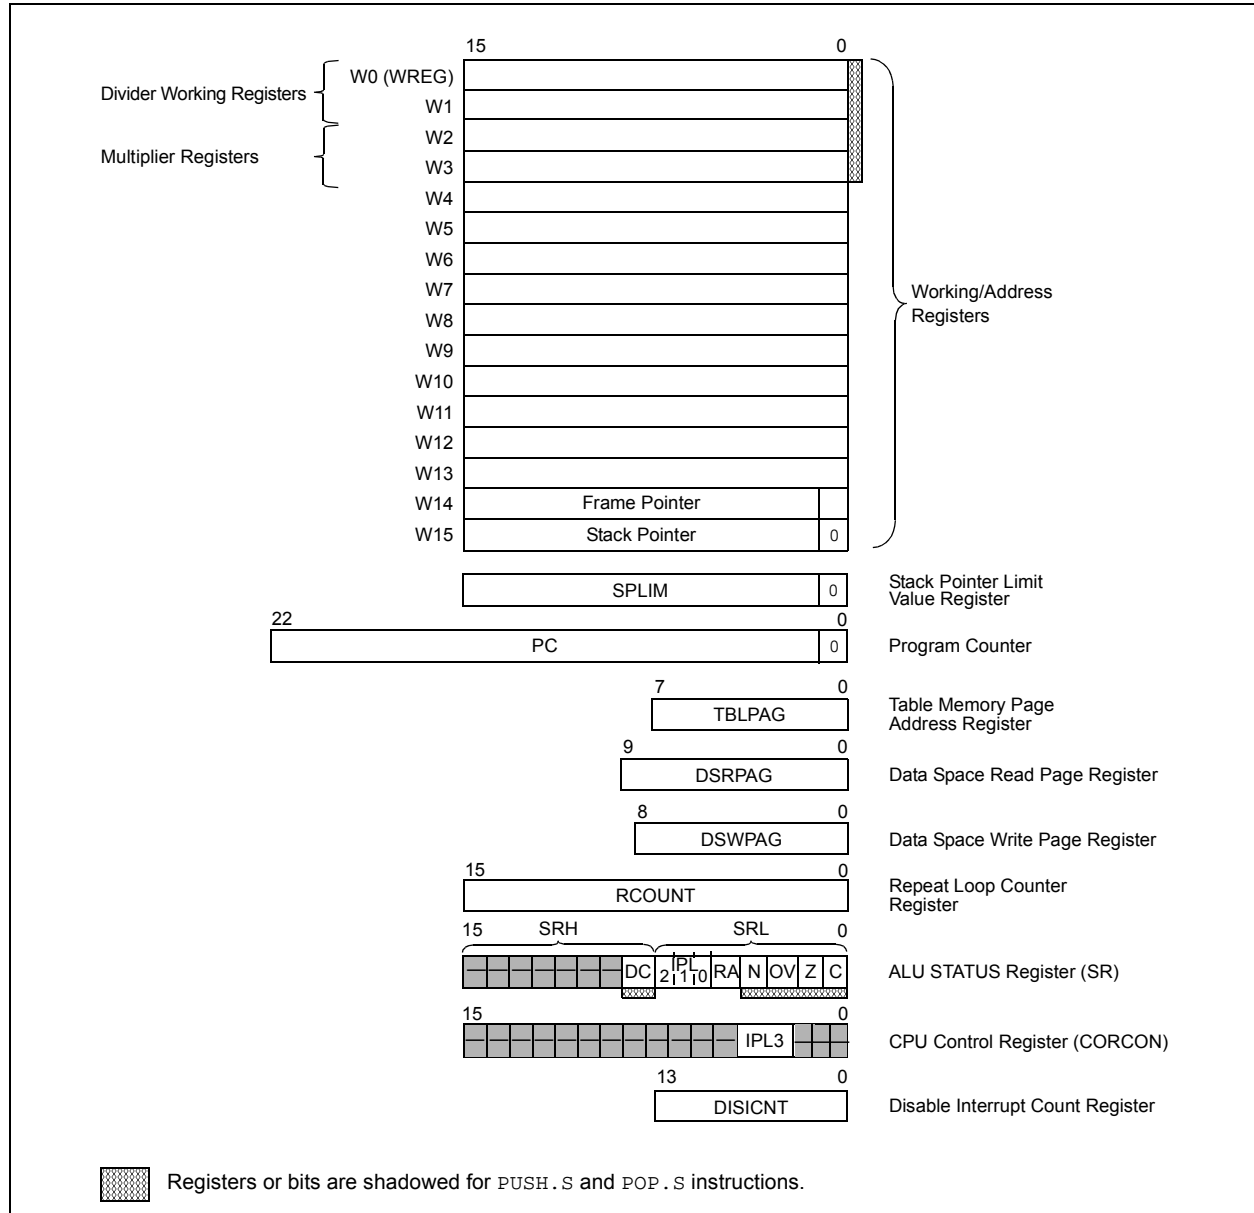 15 0
W0 (WREG)
Divider Working Registers
W1
W2
Multiplier Registers
W3
W4
W5
W6
W7
Working/Address
Registers
W8
W9
W10
W11
W12
W13
W14 Frame Pointer
W15 Stack Pointer 0
SPLIM 0
Stack Pointer Limit
Value Register
22 0
PC 0 Program Counter
7 0
TBLPAG
Table Memory Page
Address Register
9 0
DSRPAG Data Space Read Page Register
8 0
DSWPAG Data Space Write Page Register
15 0
RCOUNT
Repeat Loop Counter
Register
15 SRH SRL 0
— — — — — — — DC IPL 2 1 0 RA N OV Z C ALU STATUS Register (SR)
15 0
— — — — — — — — — — — — IPL3 — — — CPU Control Register (CORCON)
13 0
DISICNT Disable Interrupt Count Register
Registers or bits are shadowed for PUSH.S and POP.S instructions.